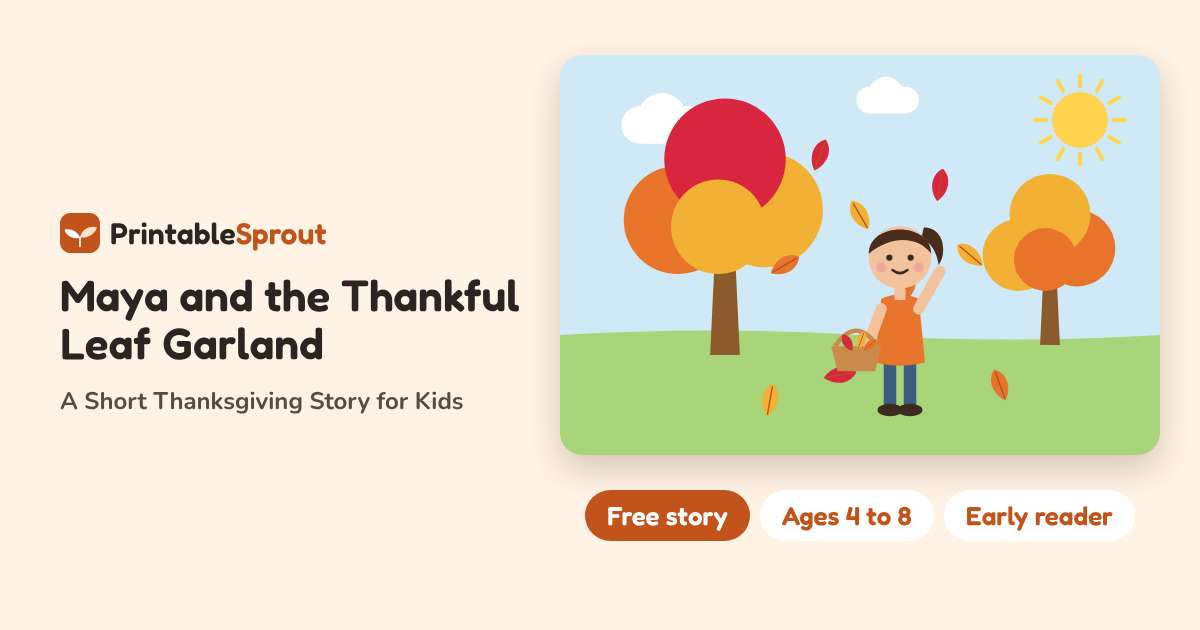 PrintableSprout
Maya and the Thankful
Leaf Garland
A Short Thanksgiving Story for Kids
Free story
Ages 4 to 8
Early reader